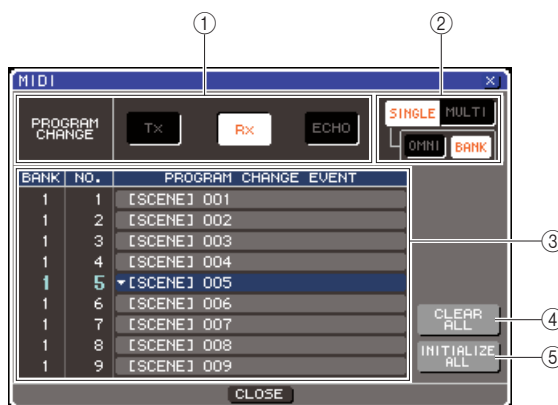 ① ②
MIDI ×
PROGRAM CHANGE Tx Rx ECHO SINGLE MULTI
OMNI BANK
BANK NO. PROGRAM CHANGE EVENT
1 1 [SCENE] 001
1 2 [SCENE] 002
1 3 [SCENE] 003
1 4 [SCENE] 004
1 5 [SCENE] 005
1 6 [SCENE] 006
1 7 [SCENE] 007
1 8 [SCENE] 008
1 9 [SCENE] 009
③
CLEAR ALL ④
INITIALIZE ALL ⑤
CLOSE